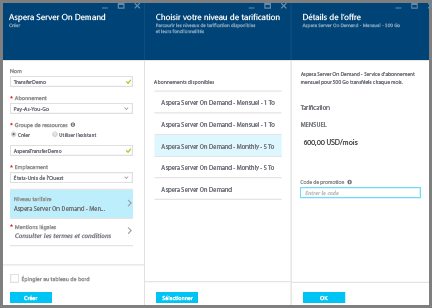 Aspera Server On Demand
Créer
Nom
TransferDemo
* Abonnement
Pay-As-You-Go
* Groupe de ressources
Créer Utiliser l'existant
AsperaTransferDemo
* Emplacement
États-Unis de l'Ouest
Niveau tarifaire
Aspera Server On Demand - Men...
* Mentions légales
Consulter les termes et conditions
Épingler au tableau de bord
Créer
Choisir votre niveau de tarification
Parcourir les niveaux de tarification disponibles
et leurs fonctionnalités
Abonnements disponibles
Aspera Server On Demand - Mensuel - 1 To
Aspera Server On Demand - Mensuel - 1 To
Aspera Server On Demand - Monthly - 5 To
Aspera Server On Demand - Monthly - 5 To
Aspera Server On Demand
Sélectionner
Détails de l'offre
Aspera Server On Demand - Mensuel - 500 Go
Aspera Server On Demand - Service d'abonnement
mensuel pour 500 Go transférés chaque mois.
Tarification
MENSUEL
600,00 USD/mois
Code de promotion
Entrer le code
OK